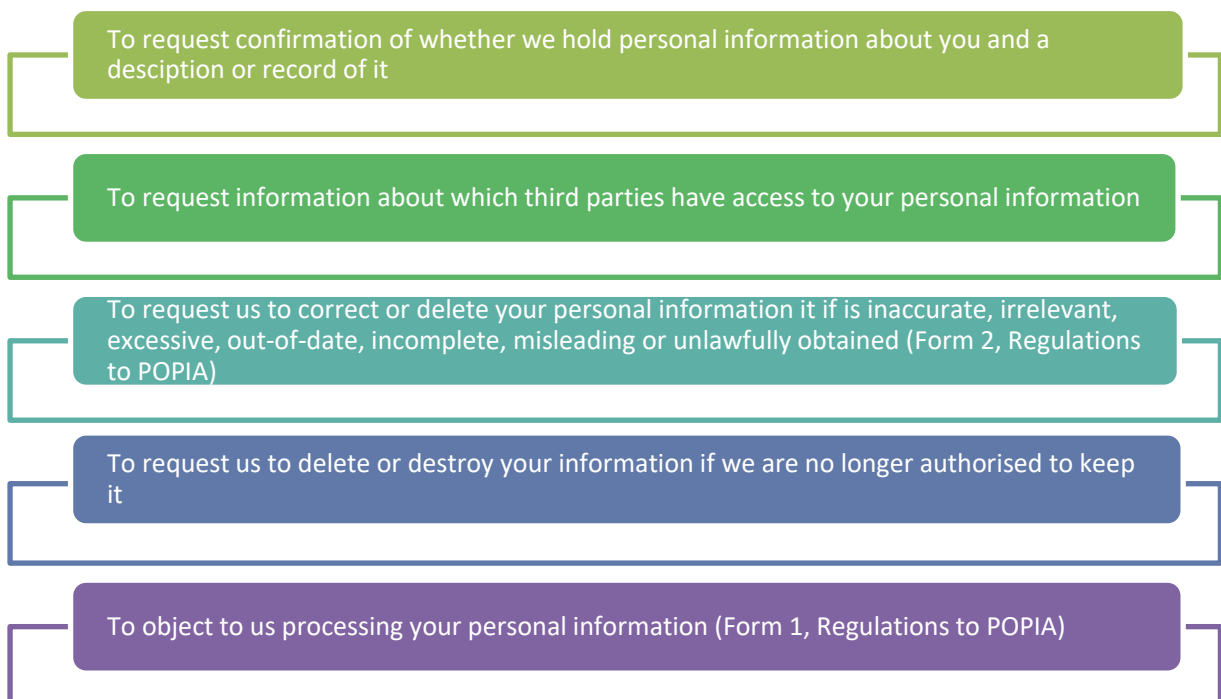 To request confirmation of whether we hold personal information about you and a
desciption or record of it
To request information about which third parties have access to your personal information
To request us to correct or delete your personal information it if is inaccurate, irrelevant,
excessive, out-of-date, incomplete, misleading or unlawfully obtained (Form 2, Regulations
to POPIA)
To request us to delete or destroy your information if we are no longer authorised to keep
it
To object to us processing your personal information (Form 1, Regulations to POPIA)